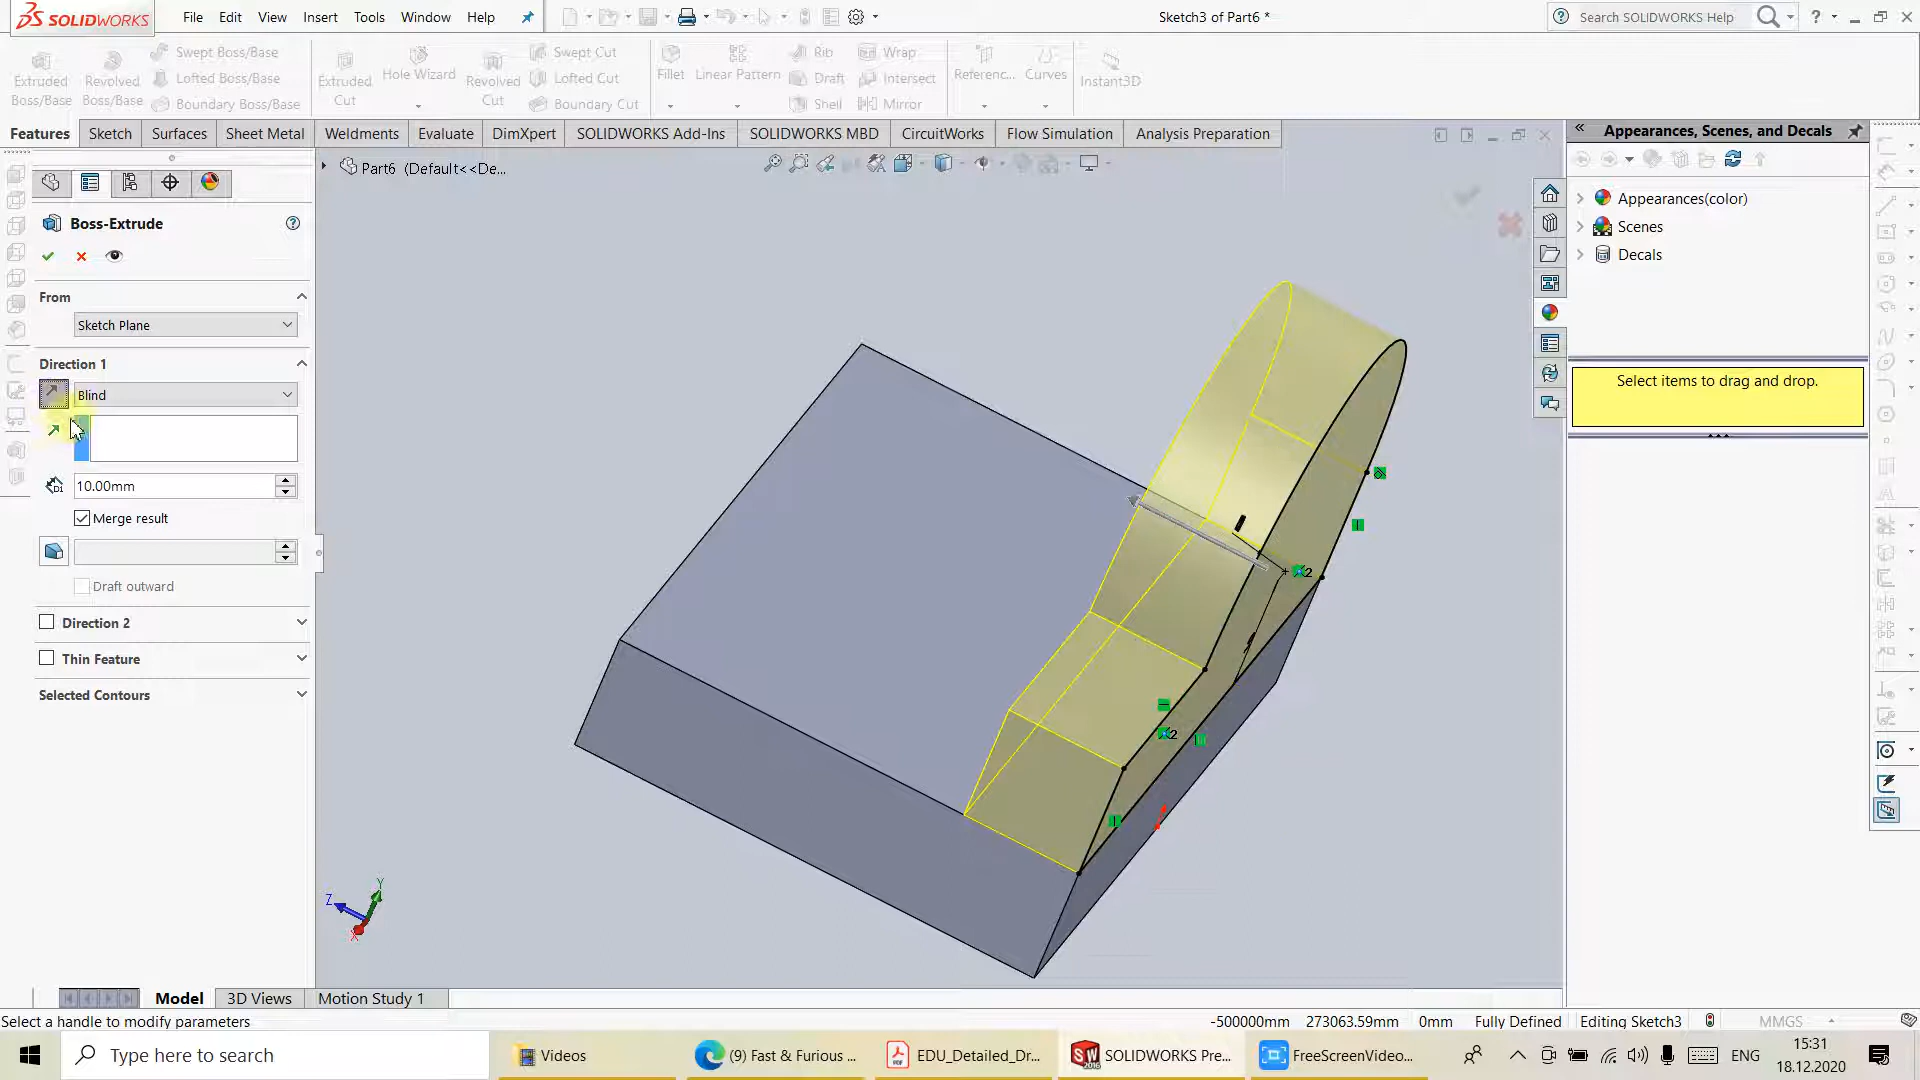 SOLIDWORKS
File Edit View Insert Tools Window Help
Sketch3 of Part6 *
Search SOLIDWORKS Help
Extruded Boss/Base
Revolved Boss/Base
Swept Boss/Base
Lofted Boss/Base
Boundary Boss/Base
Extruded Cut
Hole Wizard
Revolved Cut
Swept Cut
Lofted Cut
Boundary Cut
Fillet
Linear Pattern
Rib
Draft
Shell
Wrap
Intersect
Mirror
Referenc...
Curves
Instant3D
Features Sketch Surfaces Sheet Metal Weldments Evaluate DimXpert SOLIDWORKS Add-Ins SOLIDWORKS MBD CircuitWorks Flow Simulation Analysis Preparation
Part6 (Default<<De...
Boss-Extrude
From
Sketch Plane
Direction 1
Blind
D1
10.00mm
Merge result
Draft outward
Direction 2
Thin Feature
Selected Contours
2
2
Y
Z
X
Appearances, Scenes, and Decals
Appearances(color)
Scenes
Decals
Select items to drag and drop.
Model 3D Views Motion Study 1
Select a handle to modify parameters
-500000mm 273063.59mm 0mm Fully Defined Editing Sketch3 MMGS
Type here to search
Videos
(9) Fast & Furious ...
EDU_Detailed_Dr...
SW
2016
SOLIDWORKS Pre...
FreeScreenVideo...
ENG
15:31
18.12.2020